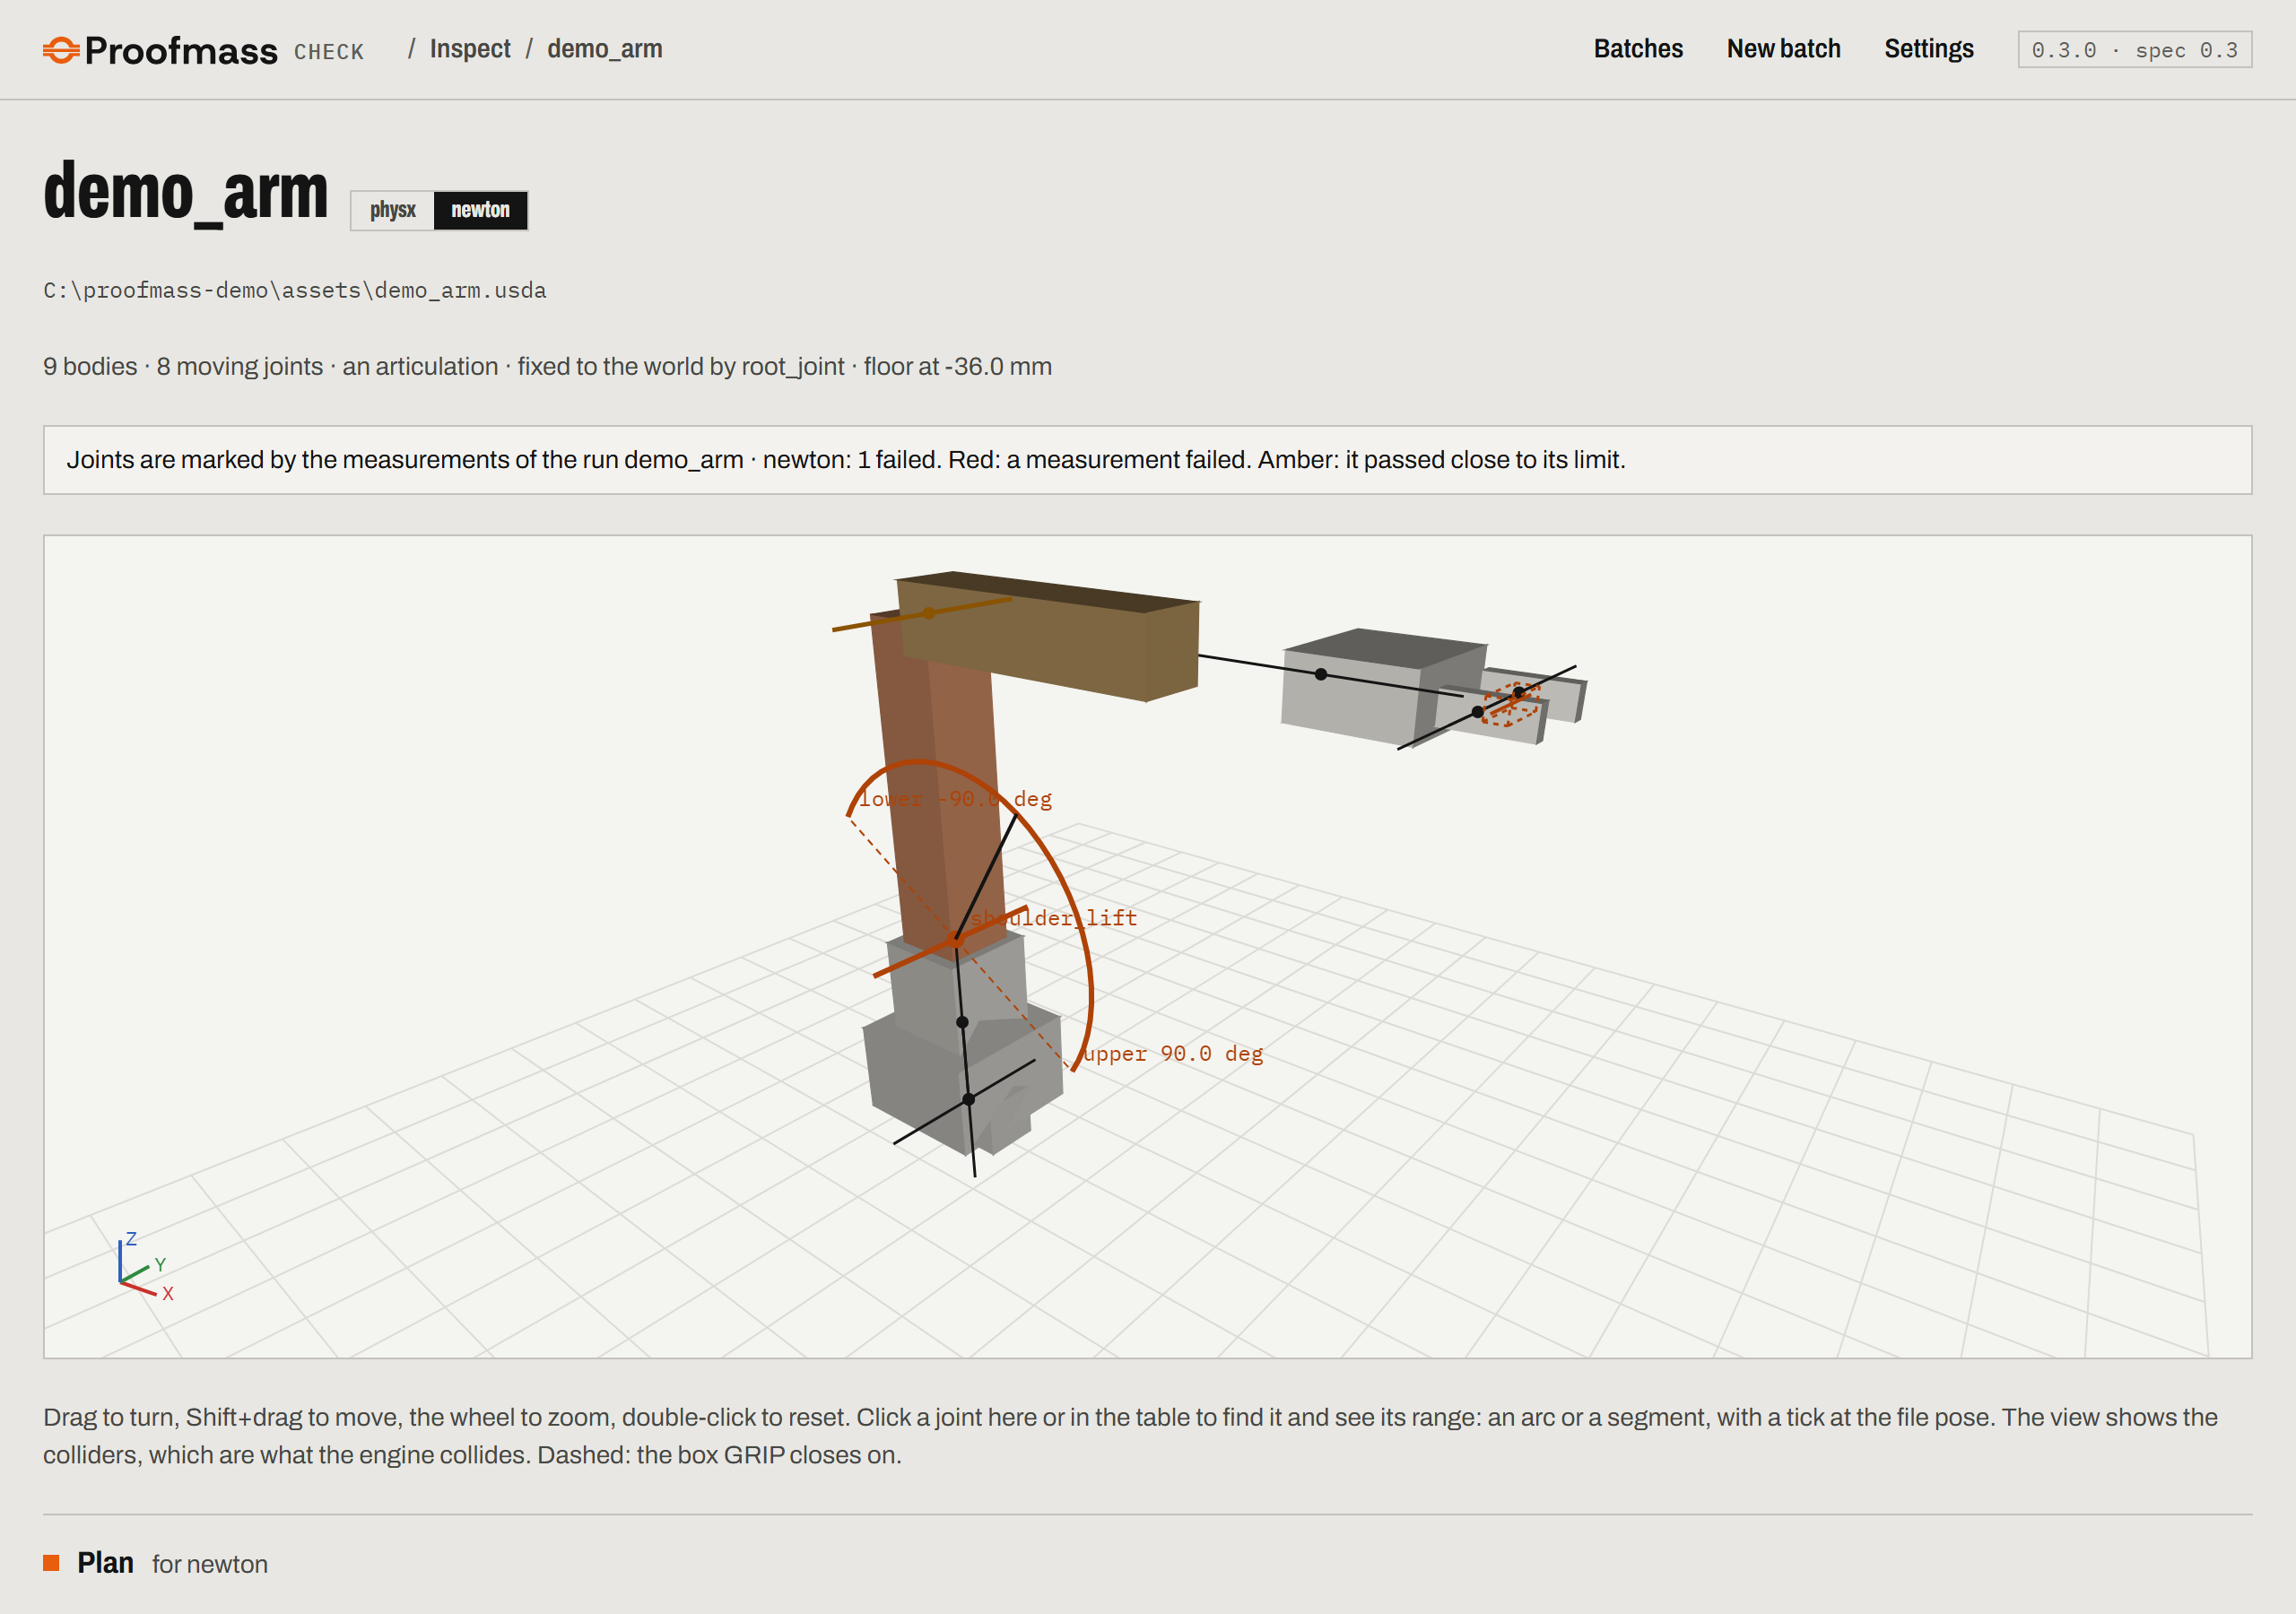 Proofmass CHECK / Inspect / demo_arm Batches New batch Settings 0.3.0 · spec 0.3
demo_arm physx newton
C:\proofmass-demo\assets\demo_arm.usda
9 bodies · 8 moving joints · an articulation · fixed to the world by root_joint · floor at -36.0 mm
Joints are marked by the measurements of the run demo_arm · newton: 1 failed. Red: a measurement failed. Amber: it passed close to its limit.
lower -90.0 deg
shoulder_lift
upper 90.0 deg
Z
Y
X
Drag to turn, Shift+drag to move, the wheel to zoom, double-click to reset. Click a joint here or in the table to find it and see its range: an arc or a segment, with a tick at the file pose. The view shows the
colliders, which are what the engine collides. Dashed: the box GRIP closes on.
Plan for newton